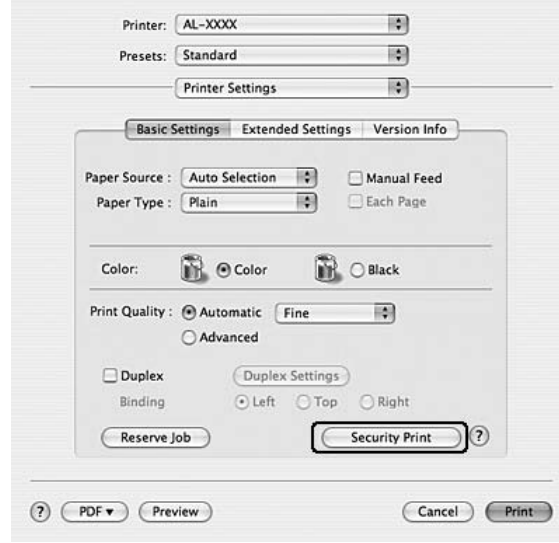 Printer: AL-XXXX
Presets: Standard
Printer Settings
Basic Settings Extended Settings Version Info
Paper Source : Auto Selection Manual Feed
Paper Type : Plain Each Page
Color: Color Black
Print Quality : Automatic Fine
Advanced
Duplex Duplex Settings
Binding Left Top Right
Reserve Job Security Print ?
? PDF Preview Cancel Print